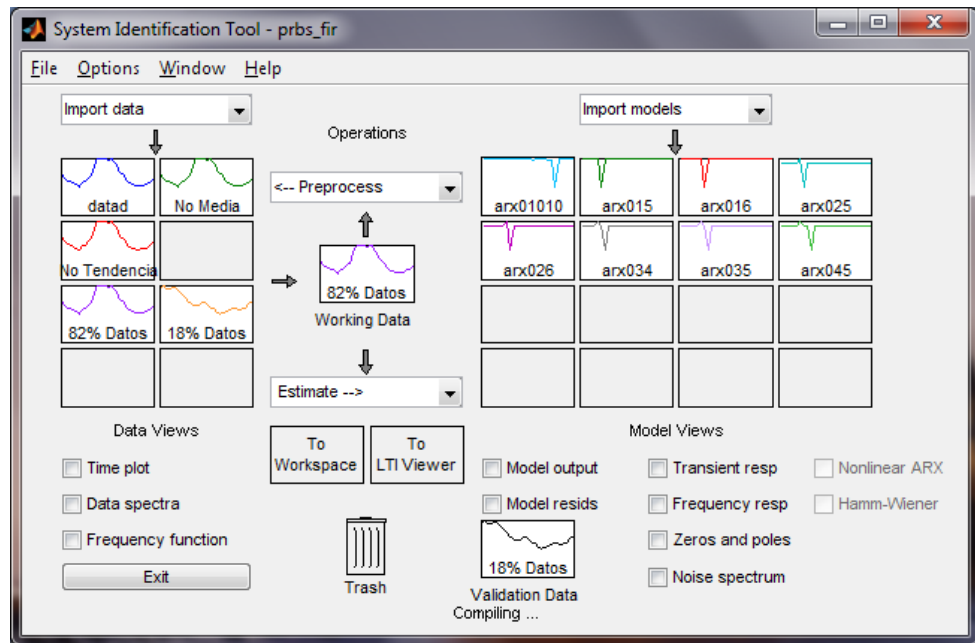 System Identification Tool - prbs_fir
File Options Window Help
Import data
Import models
Operations
datad
No Media
<-- Preprocess
arx01010
arx015
arx016
arx025
No Tendencia
82% Datos
Working Data
arx026
arx034
arx035
arx045
82% Datos
18% Datos
Estimate -->
Data Views
To Workspace
To LTI Viewer
Model Views
Time plot
Model output
Transient resp
Nonlinear ARX
Data spectra
Model resids
Frequency resp
Hamm-Wiener
Frequency function
Zeros and poles
Exit
Trash
18% Datos
Validation Data
Noise spectrum
Compiling ...